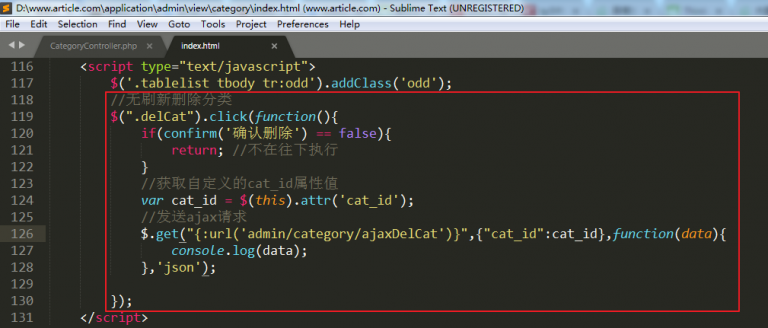 D:\www.article.com\application\admin\view\category\index.html (www.article.com) - Sublime Text (UNREGISTERED)
File Edit Selection Find View Goto Tools Project Preferences Help
CategoryController.php × index.html ×
116 <script type="text/javascript">
117 $('.tablelist tbody tr:odd').addClass('odd');
118 //无刷新删除分类
119 $(".delCat").click(function(){
120 if(confirm('确认删除') == false){
121 return; //不在往下执行
122 }
123 //获取自定义的cat_id属性值
124 var cat_id = $(this).attr('cat_id');
125 //发送ajax请求
126 $.get("{:url('admin/category/ajaxDelCat')}",{"cat_id":cat_id},function(data){
127 console.log(data);
128 },'json');
129
130 });
131 </script>